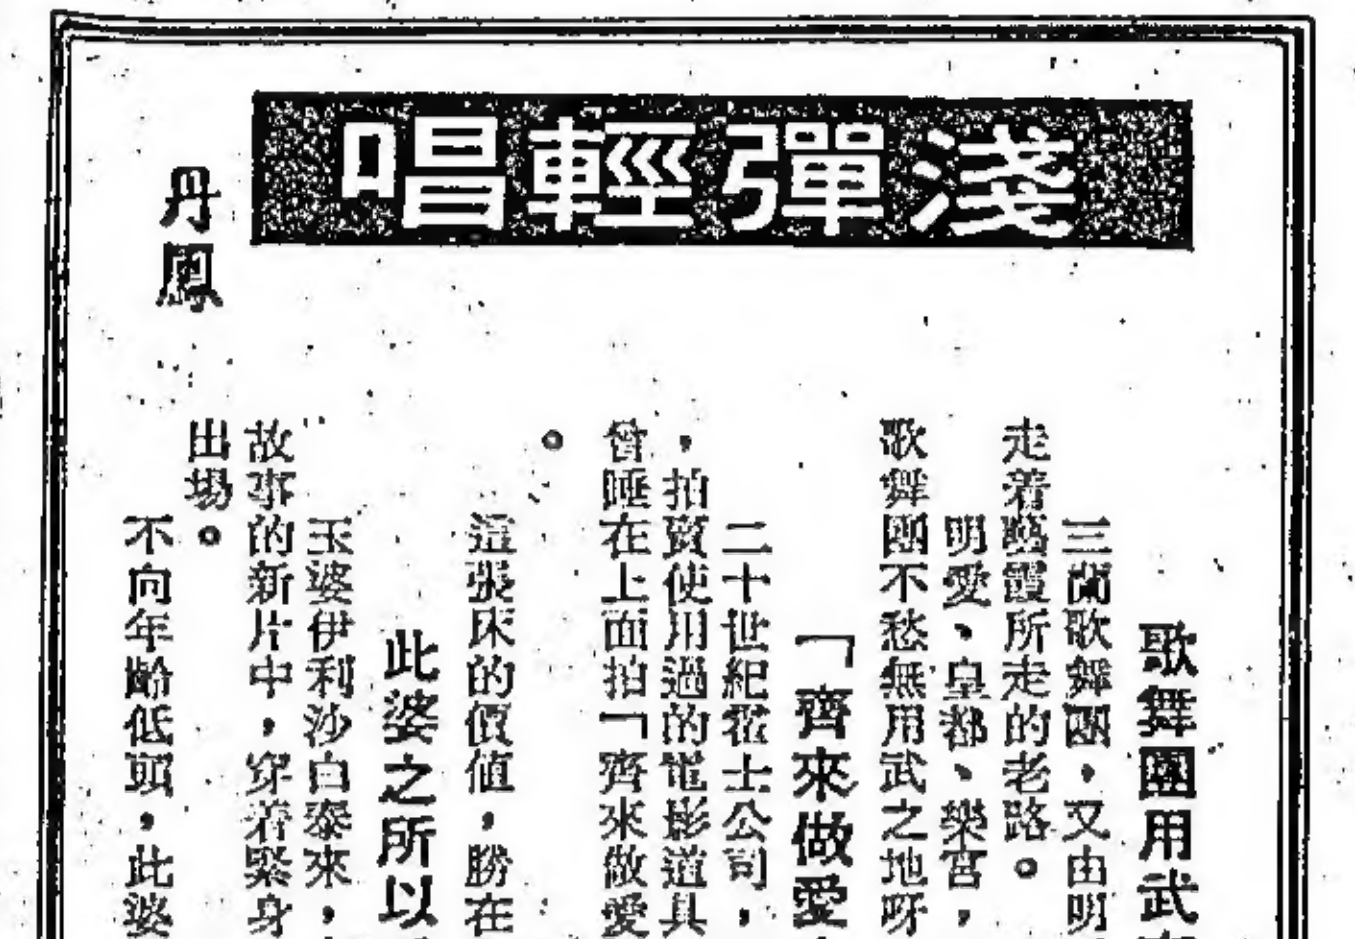 淺彈輕唱
丹鳳
歌舞團用武
三蘭歌舞團，又由明
走着藝霞所走的老路。
明愛、皇都、樂宮，
歌舞團不愁無用武之地呀
「齊來做愛
二十世紀霍士公司，
，拍賣使用過的電影道具
曾睡在上面拍「齊來做愛
。
這張床的價值，勝在
此婆之所以
玉婆伊利沙白泰來，
故事的新片中，穿着緊身
出場。
不向年齡低頭，此婆